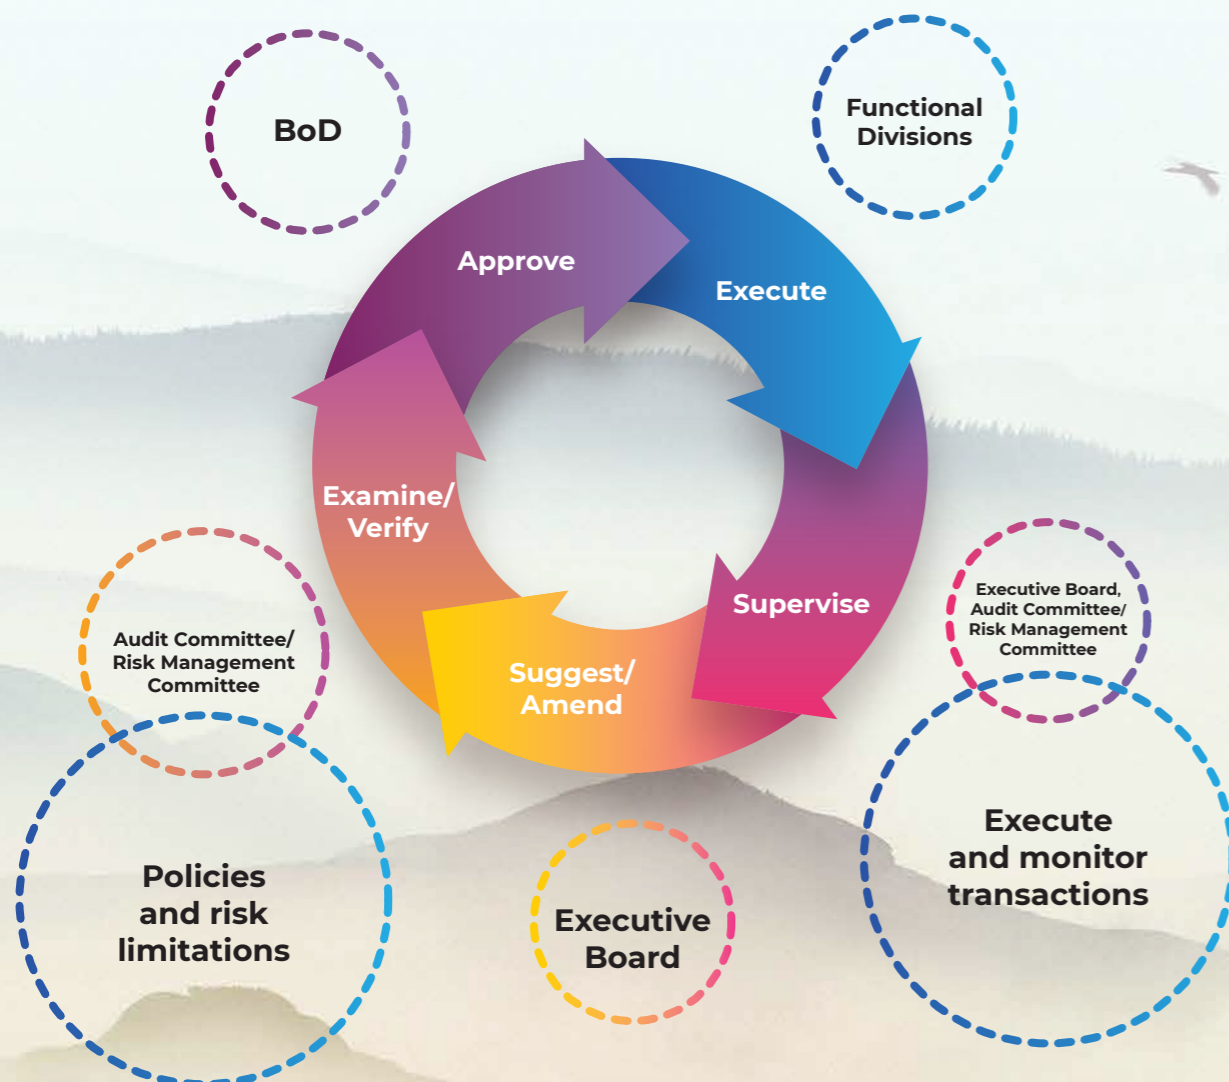 BoD
Functional
Divisions
Approve
Execute
Examine/
Verify
Supervise
Suggest/
Amend
Audit Committee/
Risk Management
Committee
Executive Board,
Audit Committee/
Risk Management
Committee
Policies
and risk
limitations
Executive
Board
Execute
and monitor
transactions